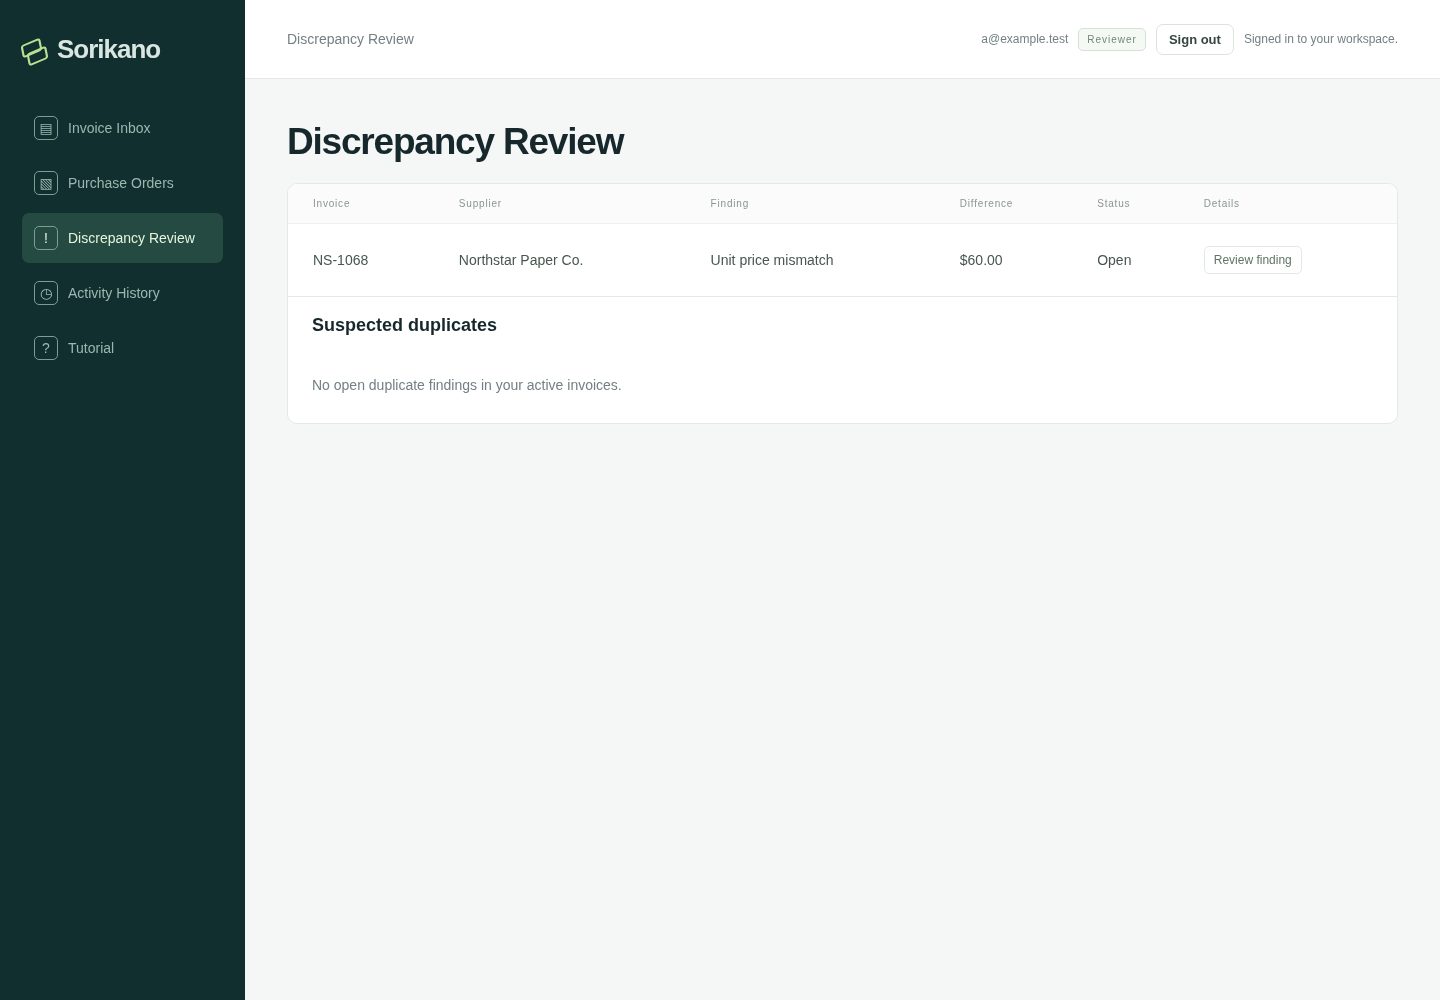 Sorikano
Invoice Inbox
Purchase Orders
! Discrepancy Review
Activity History
? Tutorial
Discrepancy Review
a@example.test Reviewer Sign out Signed in to your workspace.
Discrepancy Review
Invoice Supplier Finding Difference Status Details
NS-1068 Northstar Paper Co. Unit price mismatch $60.00 Open Review finding
Suspected duplicates
No open duplicate findings in your active invoices.